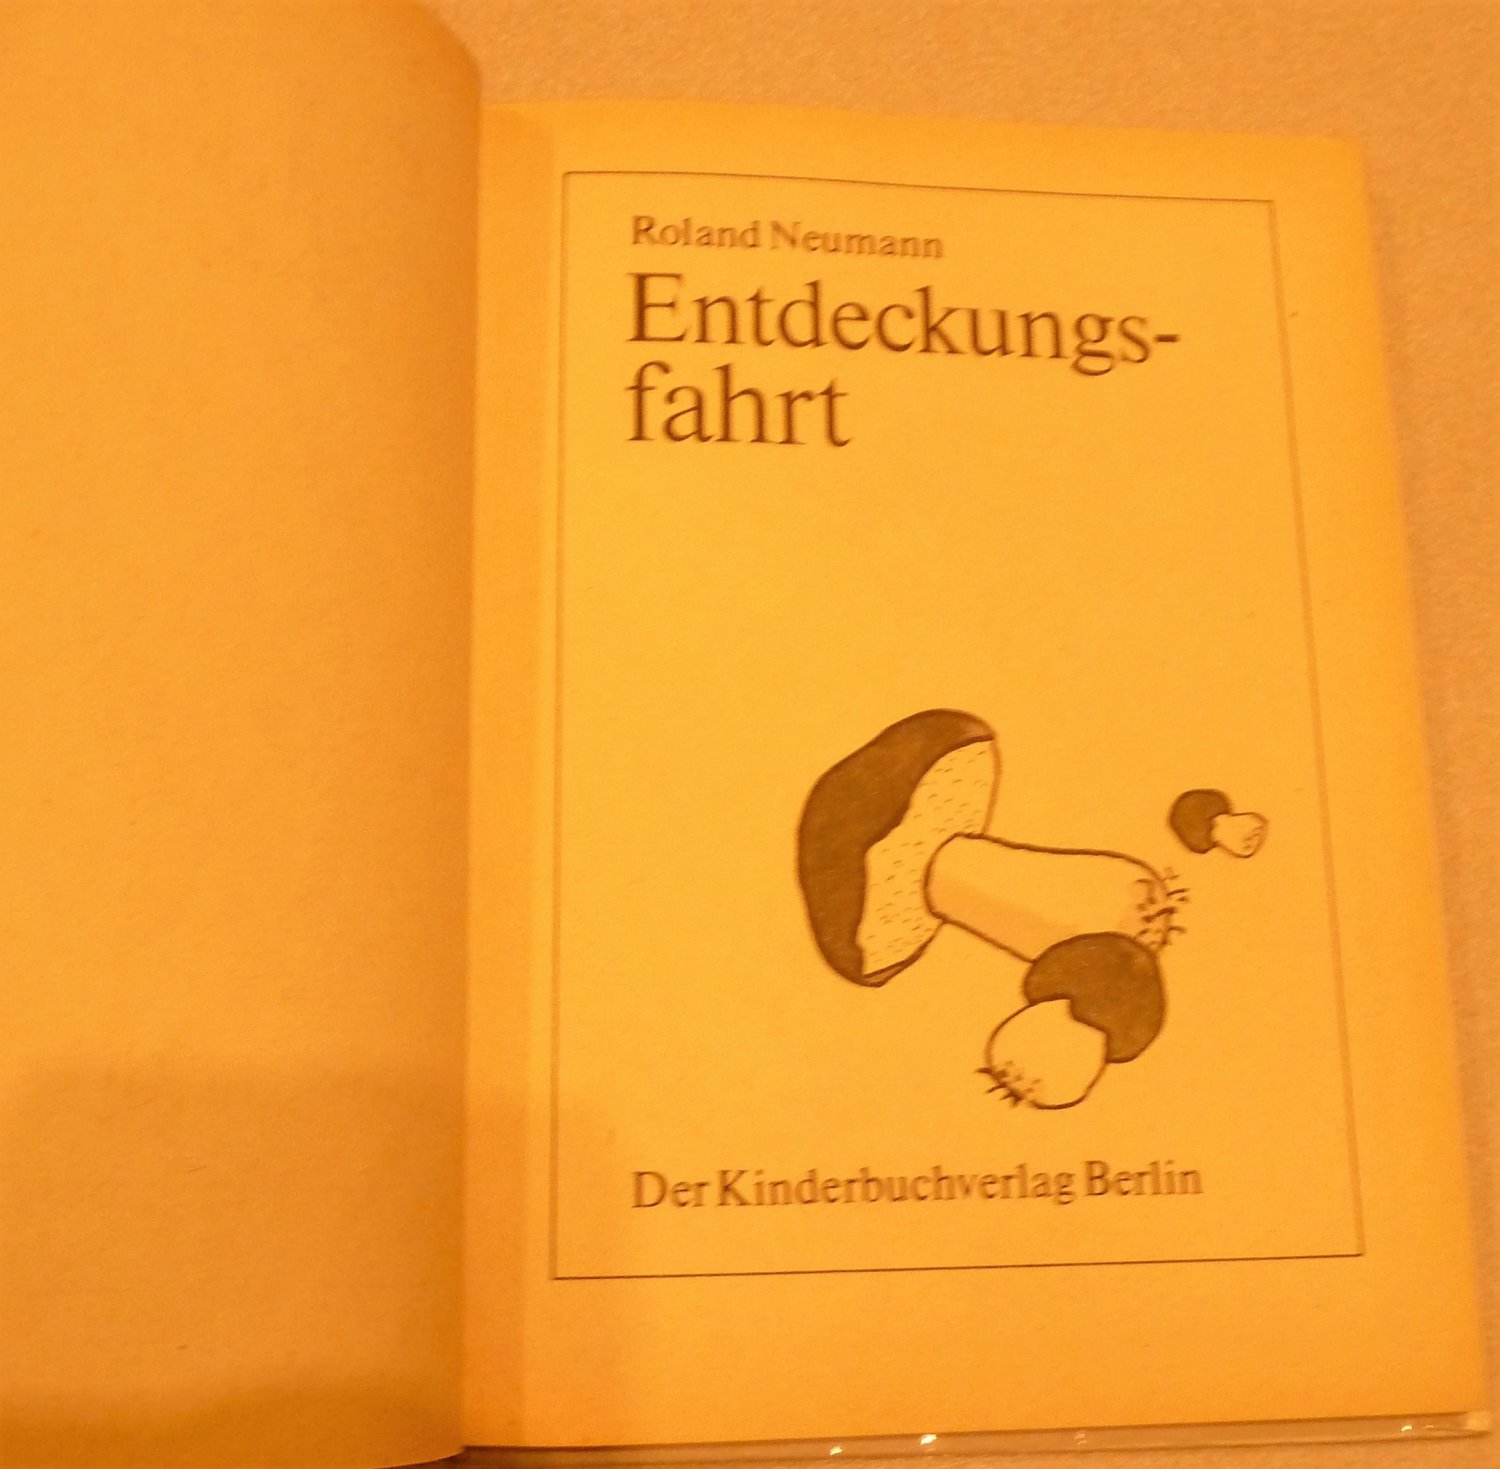 Roland Neumann
Entdeckungs-
fahrt
Der Kinderbuchverlag Berlin